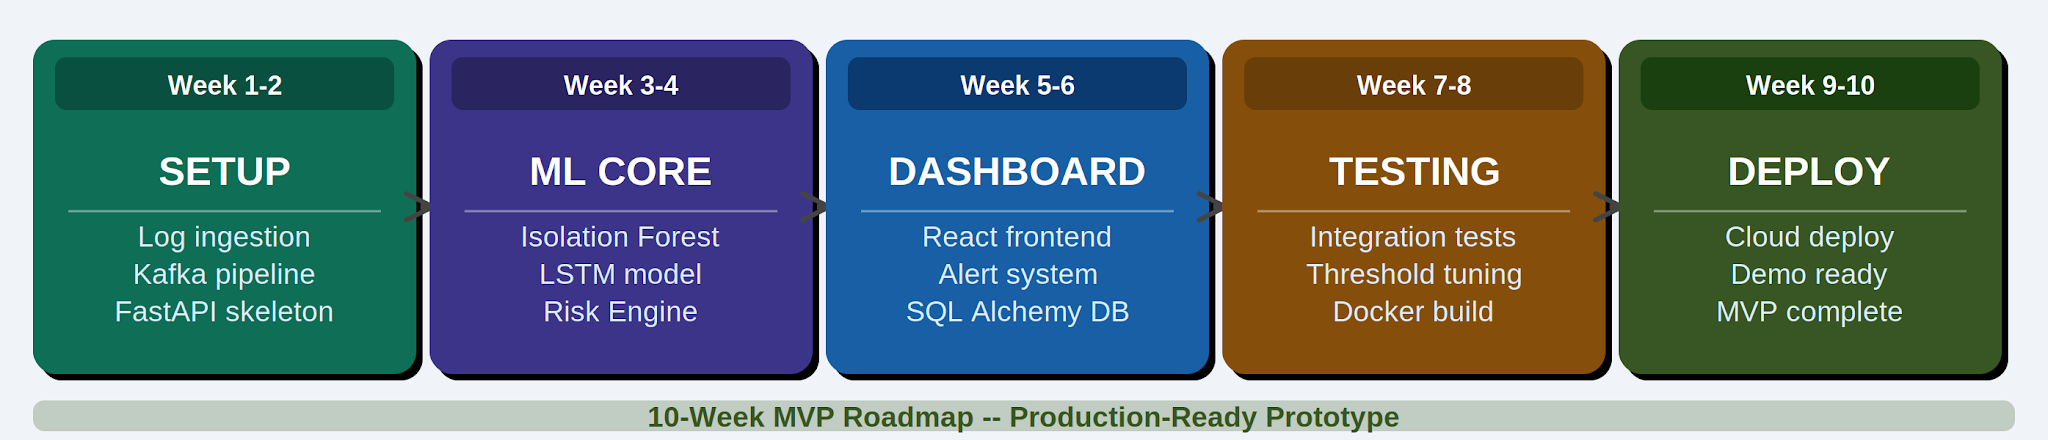 Week 1-2
SETUP
Log ingestion
Kafka pipeline
FastAPI skeleton
Week 3-4
ML CORE
Isolation Forest
LSTM model
Risk Engine
Week 5-6
DASHBOARD
React frontend
Alert system
SQL Alchemy DB
Week 7-8
TESTING
Integration tests
Threshold tuning
Docker build
Week 9-10
DEPLOY
Cloud deploy
Demo ready
MVP complete
10-Week MVP Roadmap -- Production-Ready Prototype